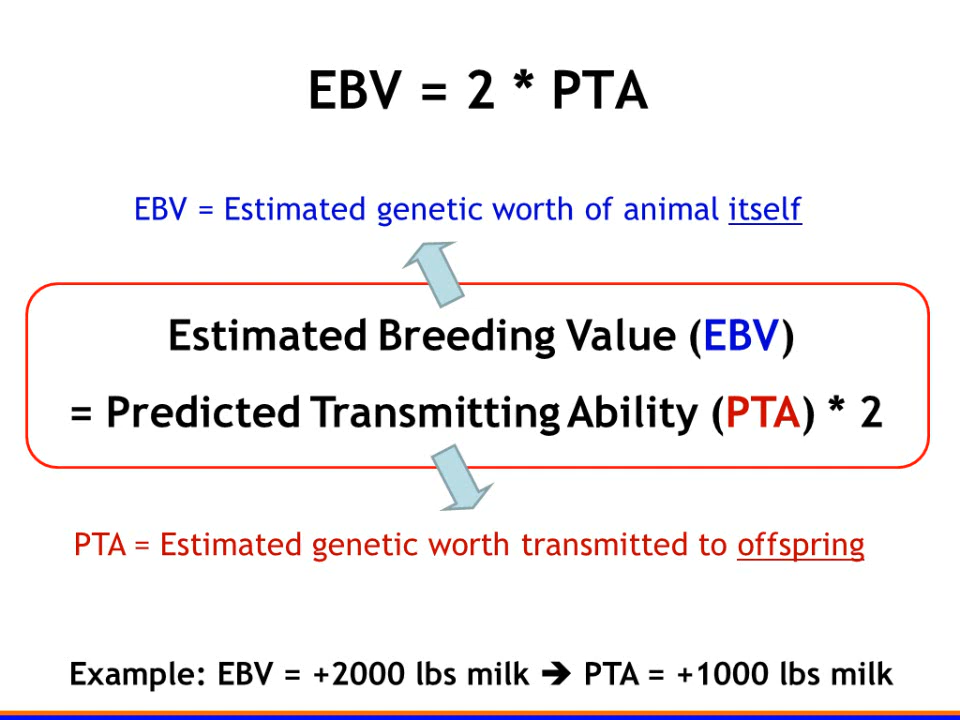 EBV = 2 * PTA
EBV = Estimated genetic worth of animal itself
Estimated Breeding Value (EBV)
= Predicted Transmitting Ability (PTA) * 2
PTA = Estimated genetic worth transmitted to offspring
Example: EBV = +2000 lbs milk ➔ PTA = +1000 lbs milk